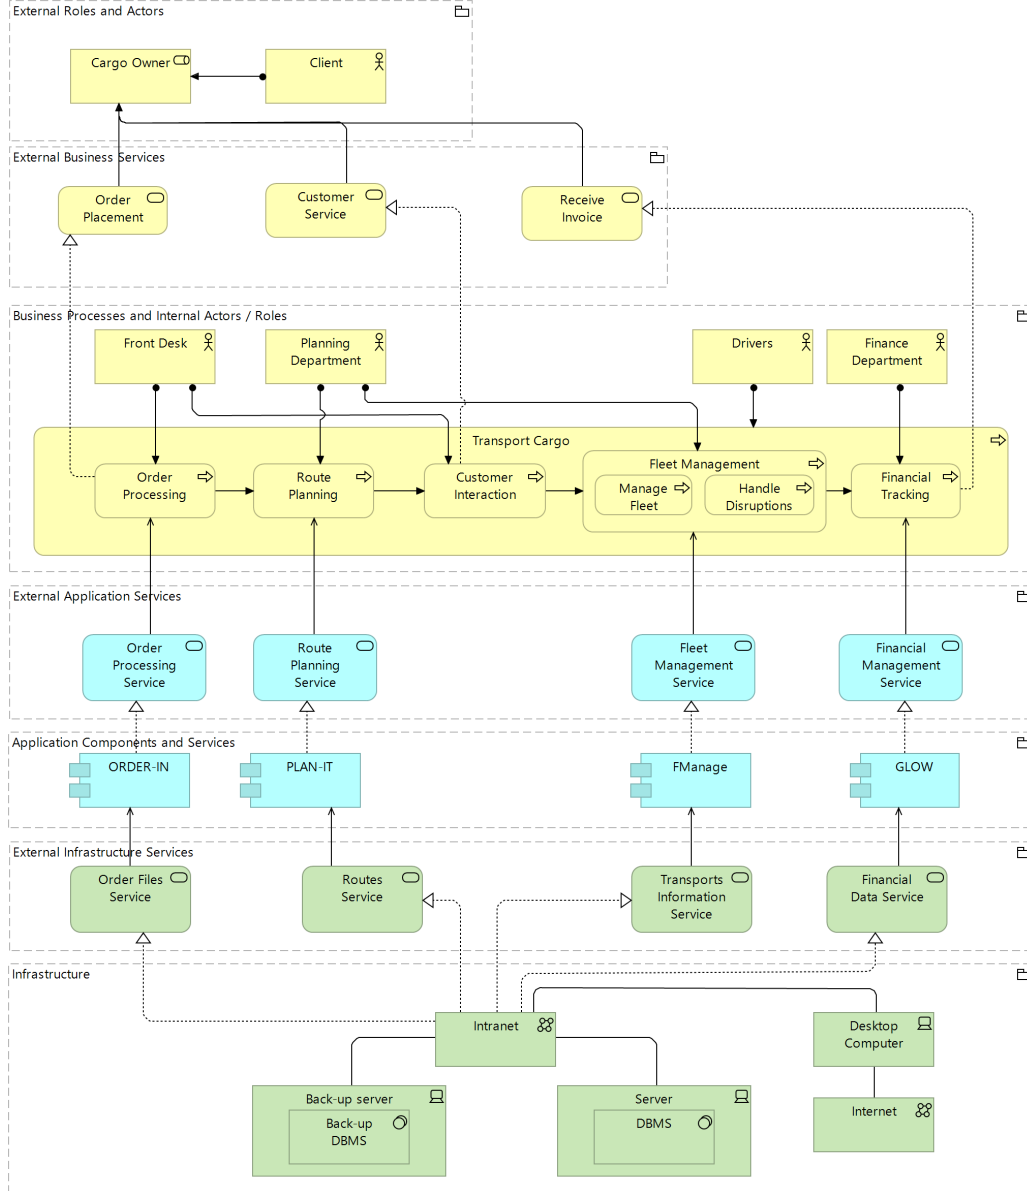 External Roles and Actors
Cargo Owner
Client
External Business Services
Order
Placement
Customer
Service
Receive
Invoice
Business Processes and Internal Actors / Roles
Front Desk
Planning
Department
Drivers
Finance
Department
Transport Cargo
Order
Processing
Route
Planning
Customer
Interaction
Fleet Management
Manage
Fleet
Handle
Disruptions
Financial
Tracking
External Application Services
Order
Processing
Service
Route
Planning
Service
Fleet
Management
Service
Financial
Management
Service
Application Components and Services
ORDER-IN
PLAN-IT
FManage
GLOW
External Infrastructure Services
Order Files
Service
Routes
Service
Transports
Information
Service
Financial
Data Service
Infrastructure
Intranet
Desktop
Computer
Back-up server
Back-up
DBMS
Server
DBMS
Internet